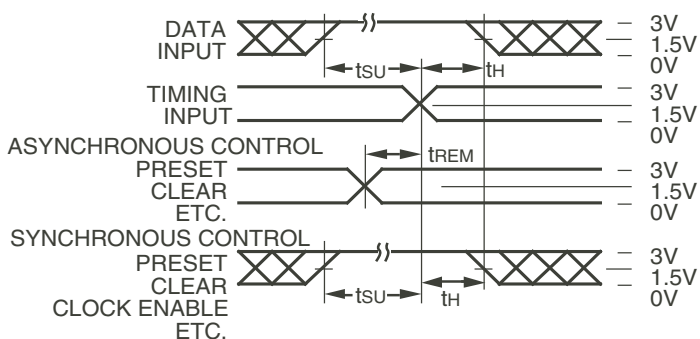 DATA
INPUT
3V
1.5V
0V
tSU
tH
TIMING
INPUT
3V
1.5V
0V
ASYNCHRONOUS CONTROL
tREM
PRESET
CLEAR
ETC.
3V
1.5V
0V
SYNCHRONOUS CONTROL
PRESET
CLEAR
CLOCK ENABLE
ETC.
3V
1.5V
0V
tSU
tH